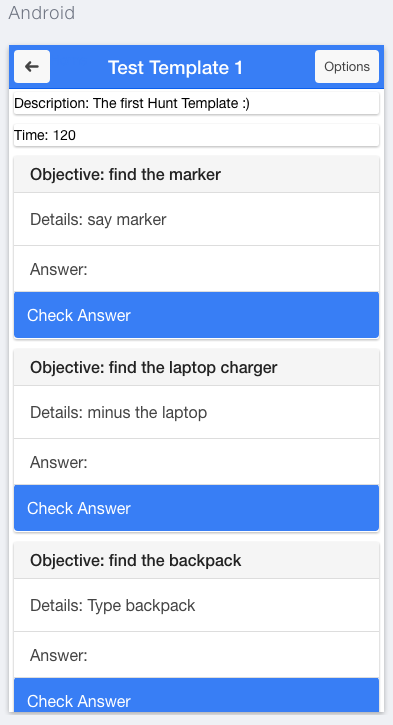 Android
Test Template 1
Options
Description: The first Hunt Template :)
Time: 120
Objective: find the marker
Details: say marker
Answer:
Check Answer
Objective: find the laptop charger
Details: minus the laptop
Answer:
Check Answer
Objective: find the backpack
Details: Type backpack
Answer:
Check Answer